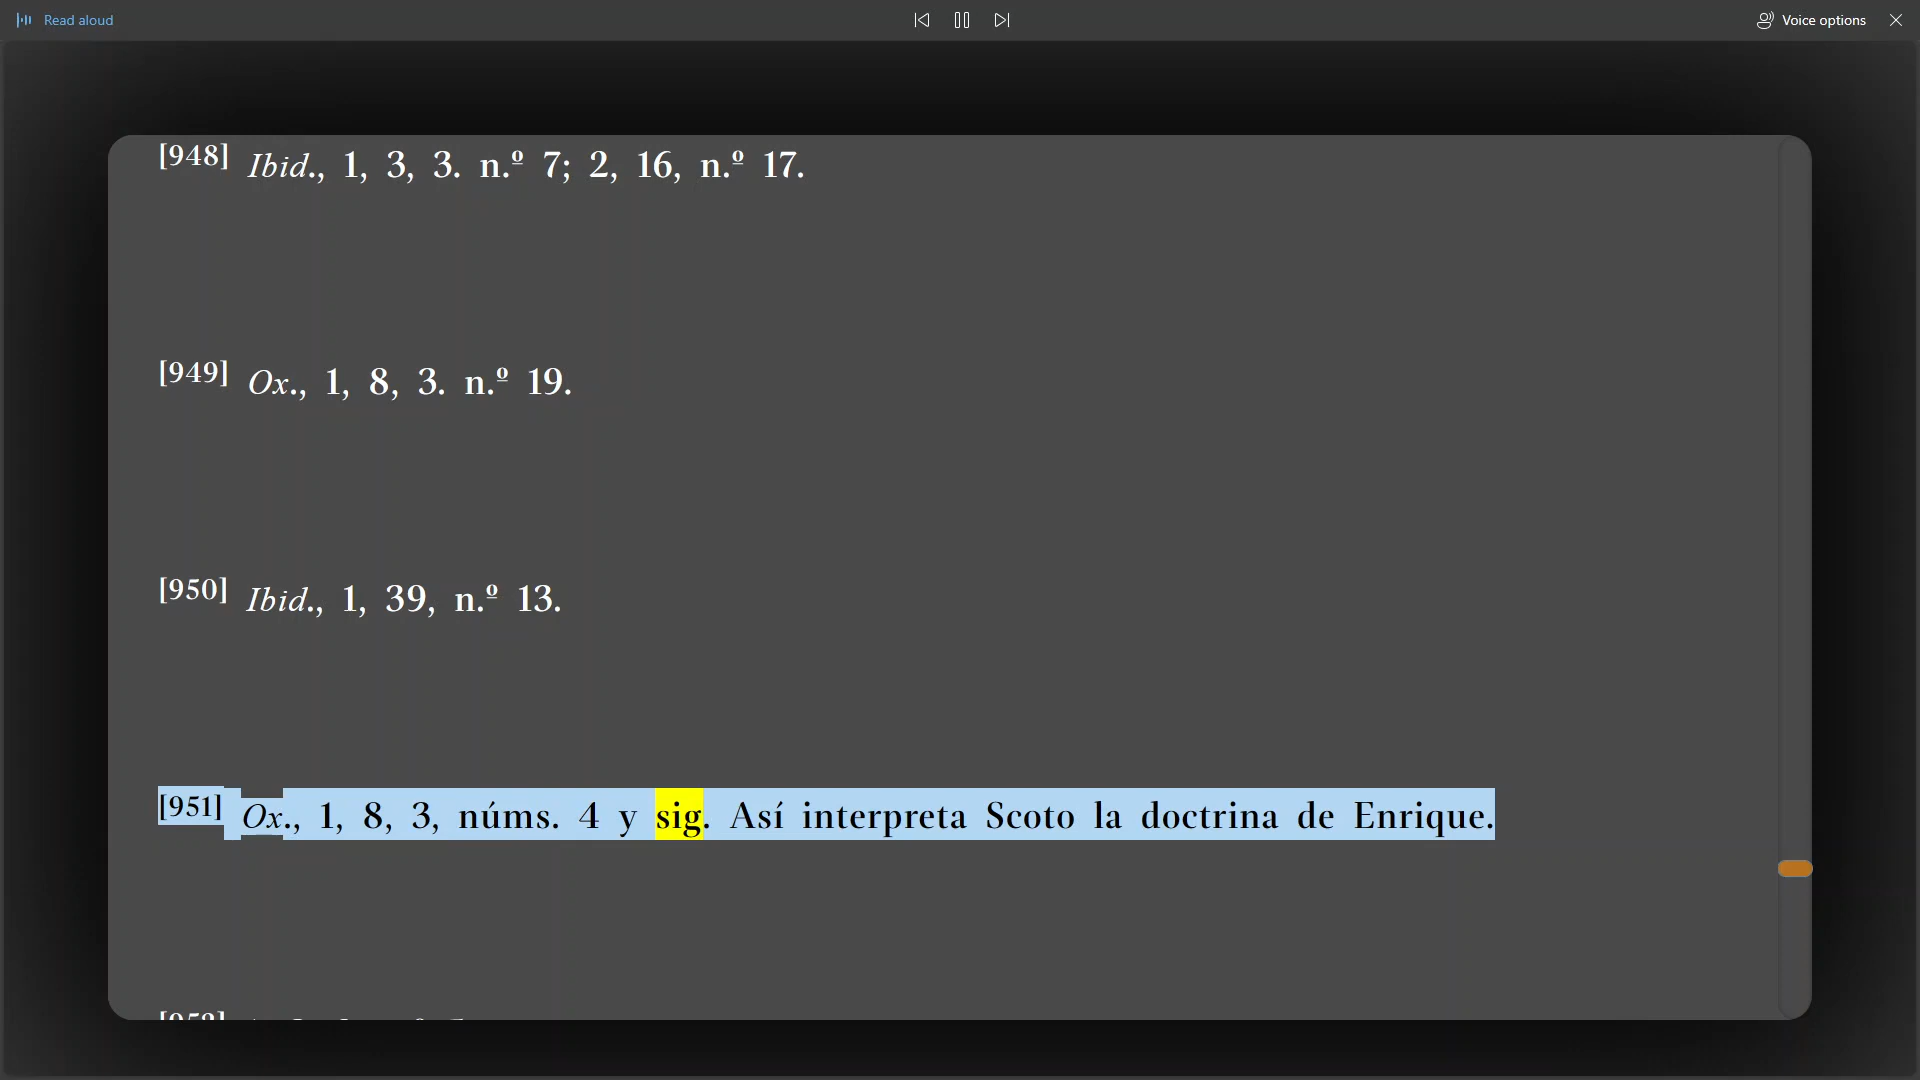 Read aloud
Voice options
[948] Ibid., 1, 3, 3. n.º 7; 2, 16, n.º 17.
[949] Ox., 1, 8, 3. n.º 19.
[950] Ibid., 1, 39, n.º 13.
[951] Ox., 1, 8, 3, núms. 4 y sig. Así interpreta Scoto la doctrina de Enrique.